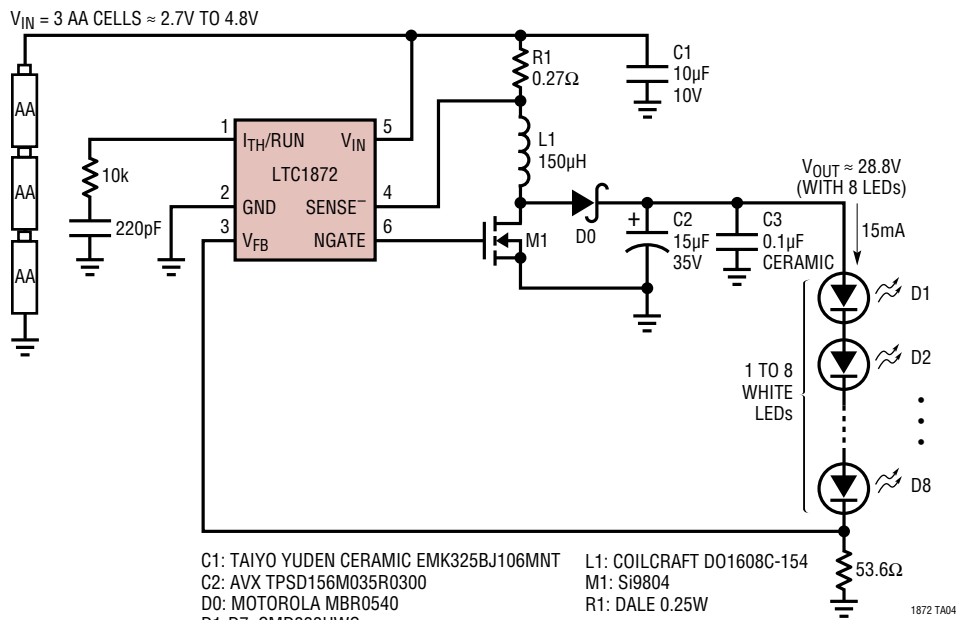 VIN = 3 AA CELLS ≈ 2.7V TO 4.8V
AA
AA
AA
10k
220pF
1
2
3
ITH/RUN
GND
VFB
LTC1872
VIN
SENSE–
NGATE
5
4
6
R1
0.27Ω
L1
150µH
M1
D0
C1
10µF
10V
+
C2
15µF
35V
C3
0.1µF
CERAMIC
VOUT ≈ 28.8V
(WITH 8 LEDs)
15mA
D1
D2
D8
1 TO 8
WHITE
LEDs
53.6Ω
C1: TAIYO YUDEN CERAMIC EMK325BJ106MNT
C2: AVX TPSD156M035R0300
D0: MOTOROLA MBR0540
L1: COILCRAFT DO1608C-154
M1: Si9804
R1: DALE 0.25W
1872 TA04